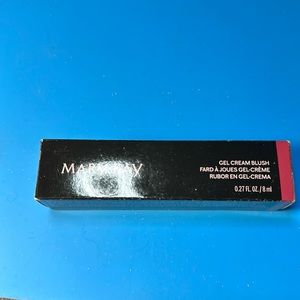 GEL CREAM BLUSH
FARD À JOUES GEL-CRÈME
RUBOR EN GEL-CREMA
0.27 FL. OZ. / 8 ml